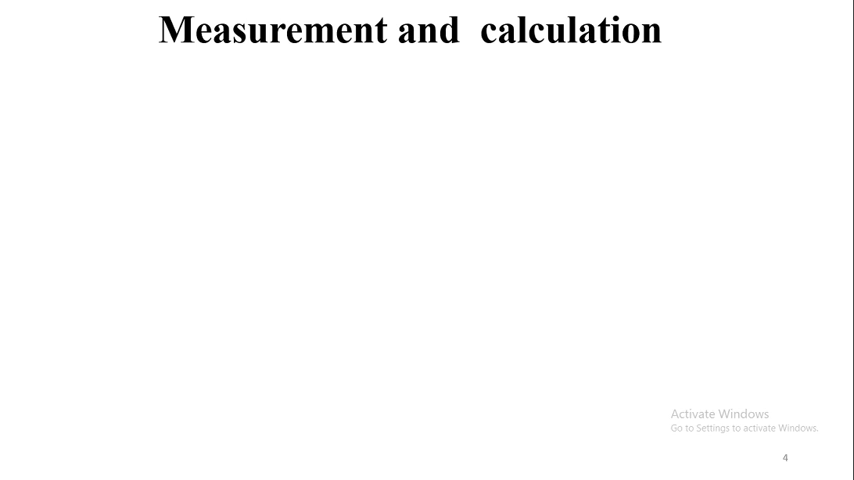 Measurement and  calculation
Activate Windows
Go to Settings to activate Windows.
4